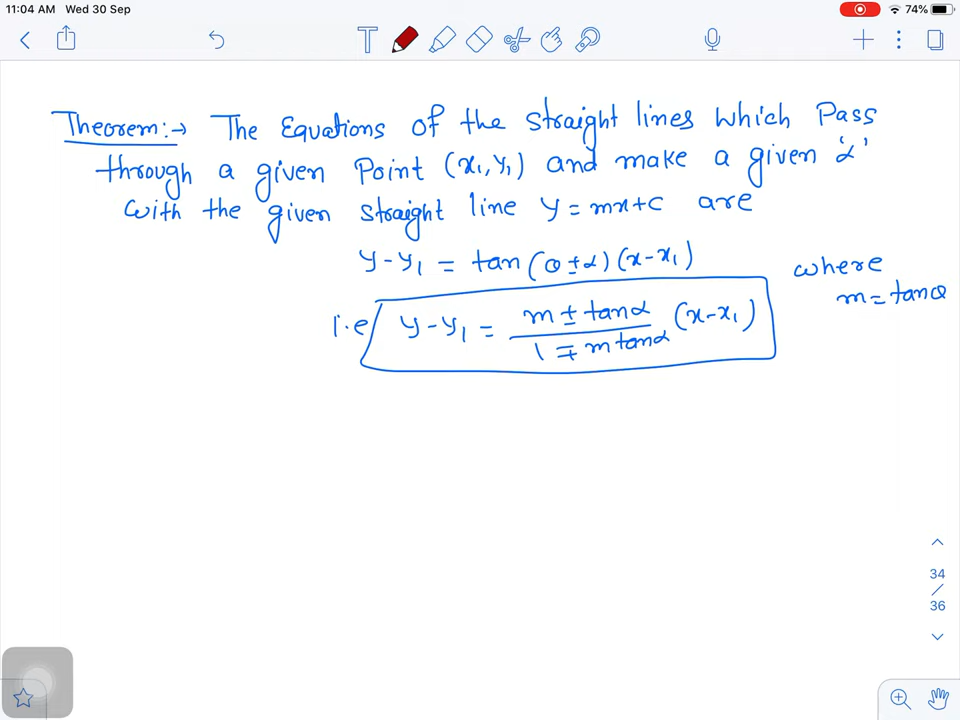 11:04 AM Wed 30 Sep
74%
T
Theorem:→ The Equations of the straight lines which Pass
through a given Point (x₁,y₁) and make a given 'α'
with the given straight line y = mx+c are
y-y₁ = tan(θ±α)(x-x₁)
where
m=tanθ
i.e y-y₁ = \frac{m ± tanα}{1 ∓ m tanα} (x-x₁)
34
/
36